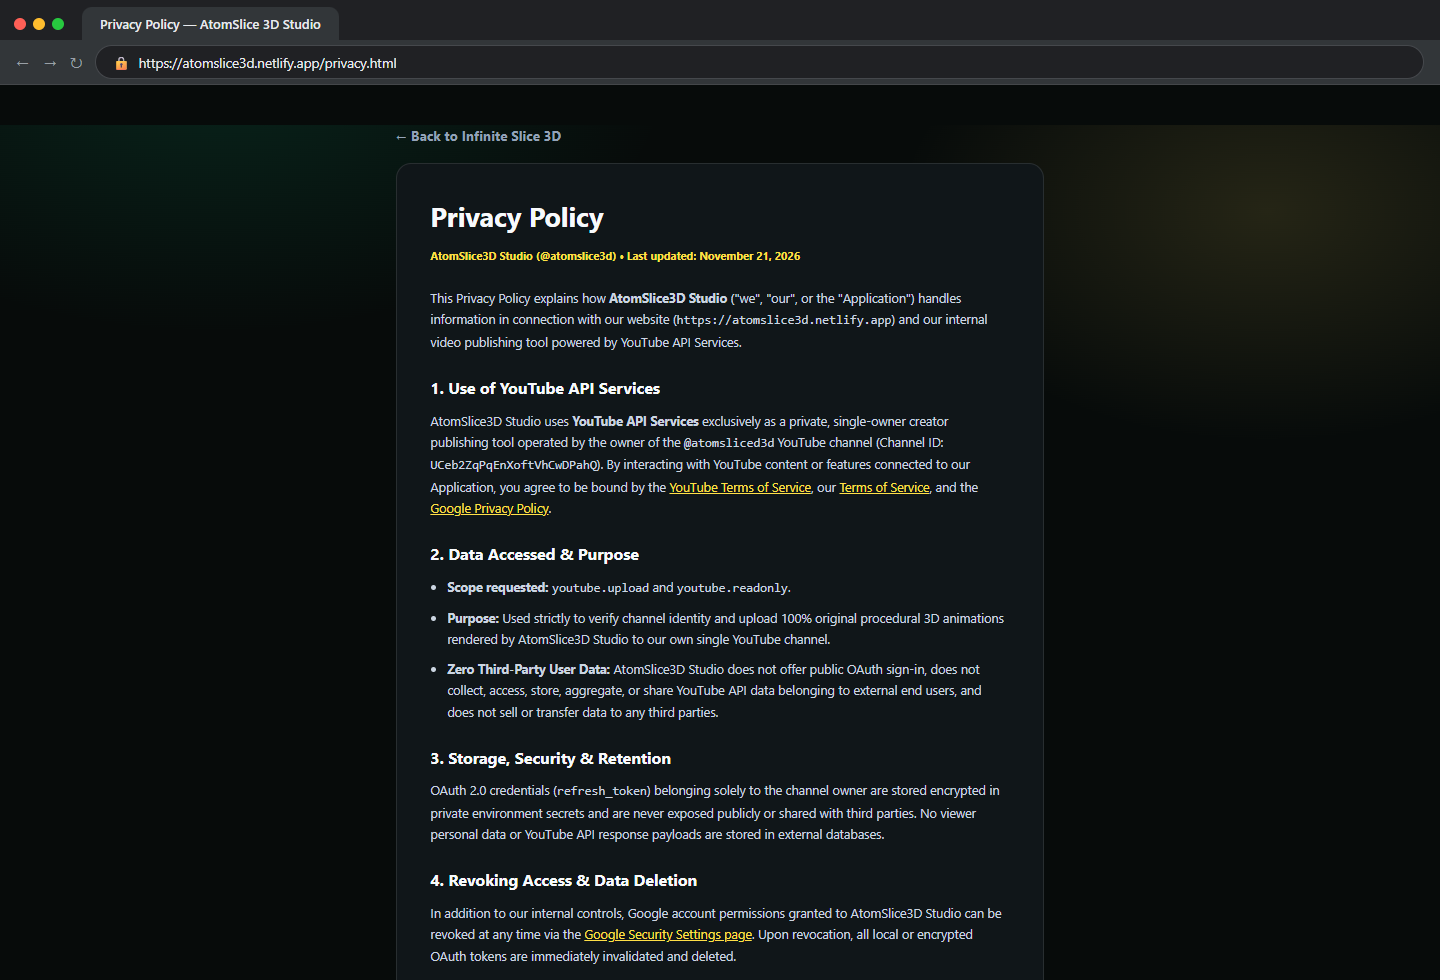 Privacy Policy — AtomSlice 3D Studio
https://atomslice3d.netlify.app/privacy.html
← Back to Infinite Slice 3D
Privacy Policy
AtomSlice3D Studio (@atomslice3d) • Last updated: November 21, 2026
This Privacy Policy explains how AtomSlice3D Studio ("we", "our", or the "Application") handles
information in connection with our website (https://atomslice3d.netlify.app) and our internal
video publishing tool powered by YouTube API Services.
1. Use of YouTube API Services
AtomSlice3D Studio uses YouTube API Services exclusively as a private, single-owner creator
publishing tool operated by the owner of the @atomsliced3d YouTube channel (Channel ID:
UCeb2ZqPqEnXoftVhCwDPahQ). By interacting with YouTube content or features connected to our
Application, you agree to be bound by the YouTube Terms of Service, our Terms of Service, and the
Google Privacy Policy.
2. Data Accessed & Purpose
• Scope requested: youtube.upload and youtube.readonly.
• Purpose: Used strictly to verify channel identity and upload 100% original procedural 3D animations
rendered by AtomSlice3D Studio to our own single YouTube channel.
• Zero Third-Party User Data: AtomSlice3D Studio does not offer public OAuth sign-in, does not
collect, access, store, aggregate, or share YouTube API data belonging to external end users, and
does not sell or transfer data to any third parties.
3. Storage, Security & Retention
OAuth 2.0 credentials (refresh_token) belonging solely to the channel owner are stored encrypted in
private environment secrets and are never exposed publicly or shared with third parties. No viewer
personal data or YouTube API response payloads are stored in external databases.
4. Revoking Access & Data Deletion
In addition to our internal controls, Google account permissions granted to AtomSlice3D Studio can be
revoked at any time via the Google Security Settings page. Upon revocation, all local or encrypted
OAuth tokens are immediately invalidated and deleted.